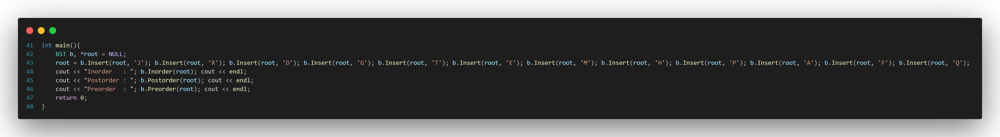 41 int main(){
42     BST b, *root = NULL;
43     root = b.Insert(root, 'J'); b.Insert(root, 'R'); b.Insert(root, 'D'); b.Insert(root, 'G'); b.Insert(root, 'T'); b.Insert(root, 'E'); b.Insert(root, 'M'); b.Insert(root, 'H'); b.Insert(root, 'P'); b.Insert(root, 'A'); b.Insert(root, 'F'); b.Insert(root, 'Q');
44     cout << "Inorder   : "; b.Inorder(root); cout << endl;
45     cout << "Postorder : "; b.Postorder(root); cout << endl;
46     cout << "Preorder  : "; b.Preorder(root); cout << endl;
47     return 0;
48 }